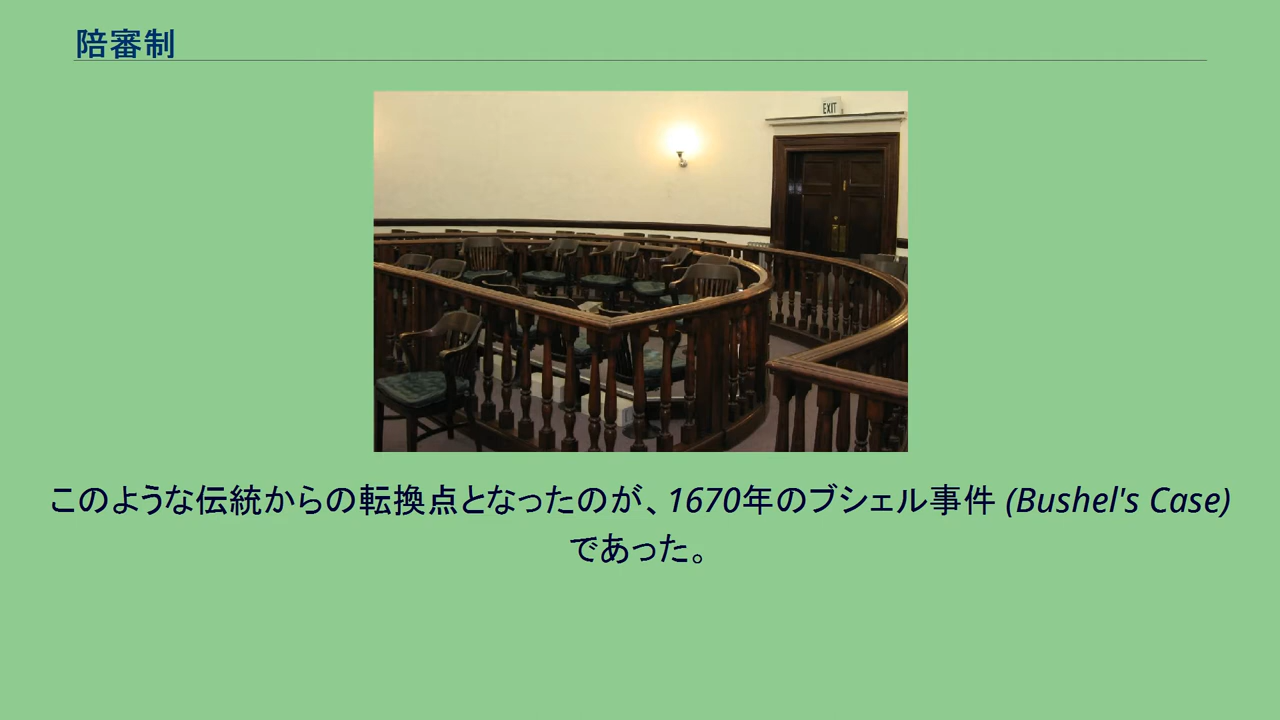 陪審制
EXIT
このような伝統からの転換点となったのが、1670年のブシェル事件 (Bushel's Case)
であった。